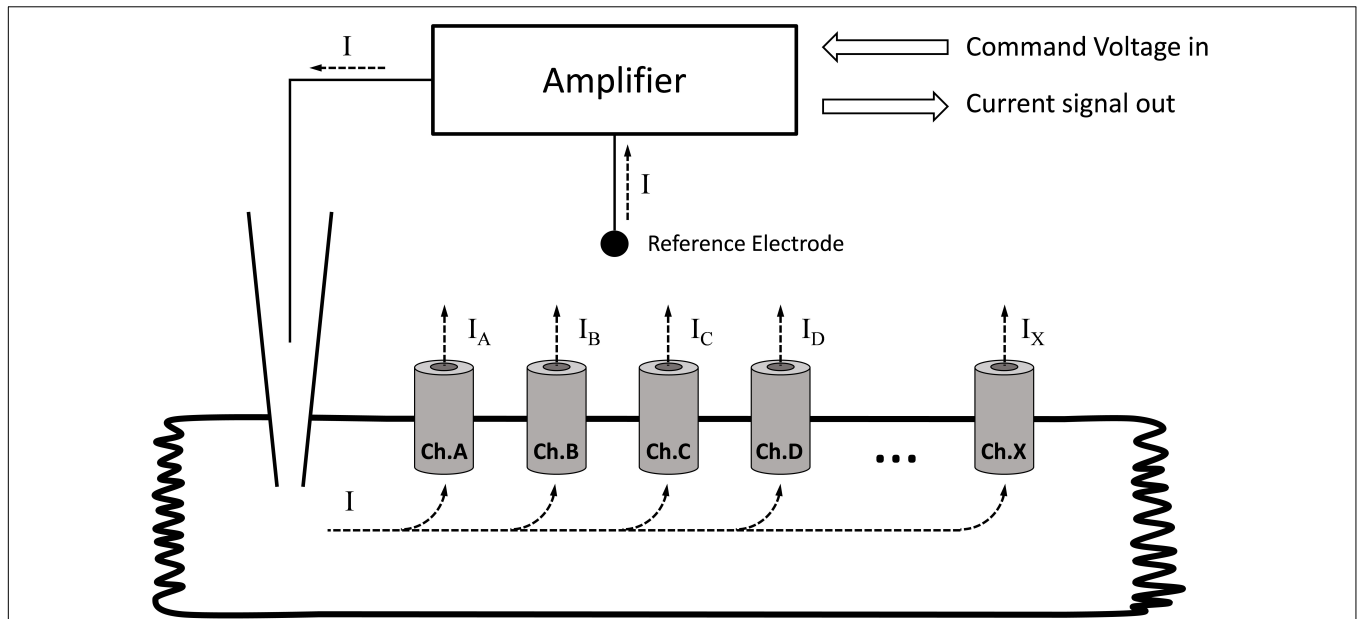 I
Amplifier
Command Voltage in
Current signal out
I
Reference Electrode
I_A
I_B
I_C
I_D
I_X
Ch.A
Ch.B
Ch.C
Ch.D
...
Ch.X
I